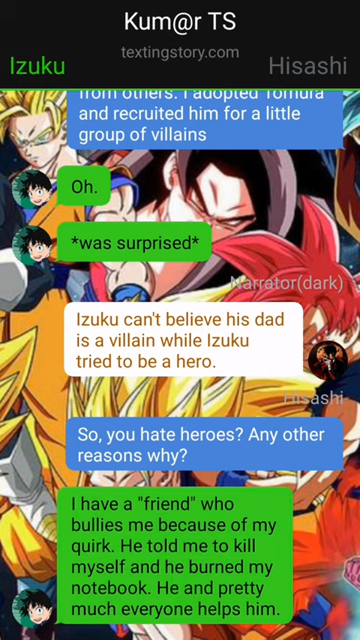 Kum@r TS
textingstory.com
Izuku
Hisashi
from others. I adopted Tomura
and recruited him for a little
group of villains
Oh.
*was surprised*
Narrator(dark)
Izuku can't believe his dad
is a villain while Izuku
tried to be a hero.
Hisashi
So, you hate heroes? Any other
reasons why?
I have a "friend" who
bullies me because of my
quirk. He told me to kill
myself and he burned my
notebook. He and pretty
much everyone helps him.